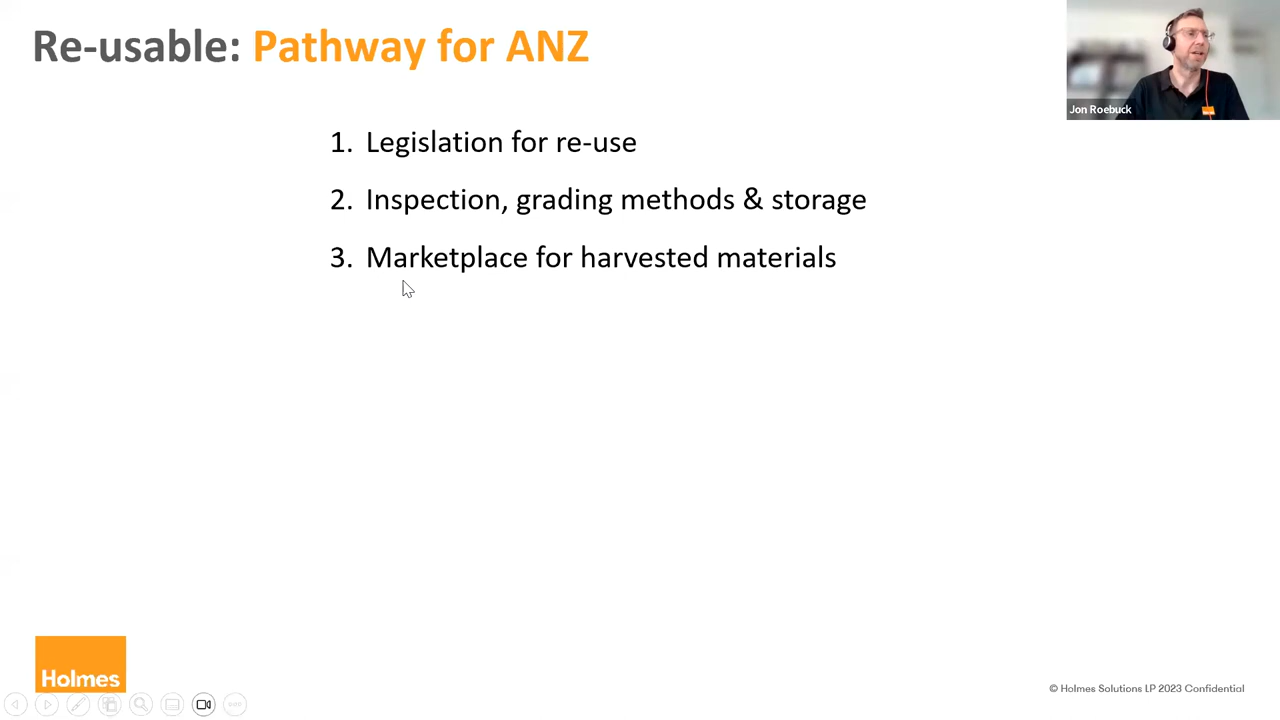 Re-usable: Pathway for ANZ
Jon Roebuck
1. Legislation for re-use
2. Inspection, grading methods & storage
3. Marketplace for harvested materials
Holmes
© Holmes Solutions LP 2023 Confidential